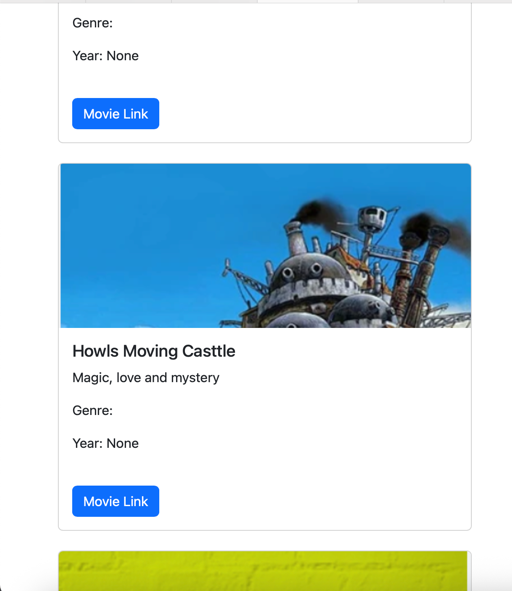 Genre:
Year: None
Movie Link
Howls Moving Casttle
Magic, love and mystery
Genre:
Year: None
Movie Link